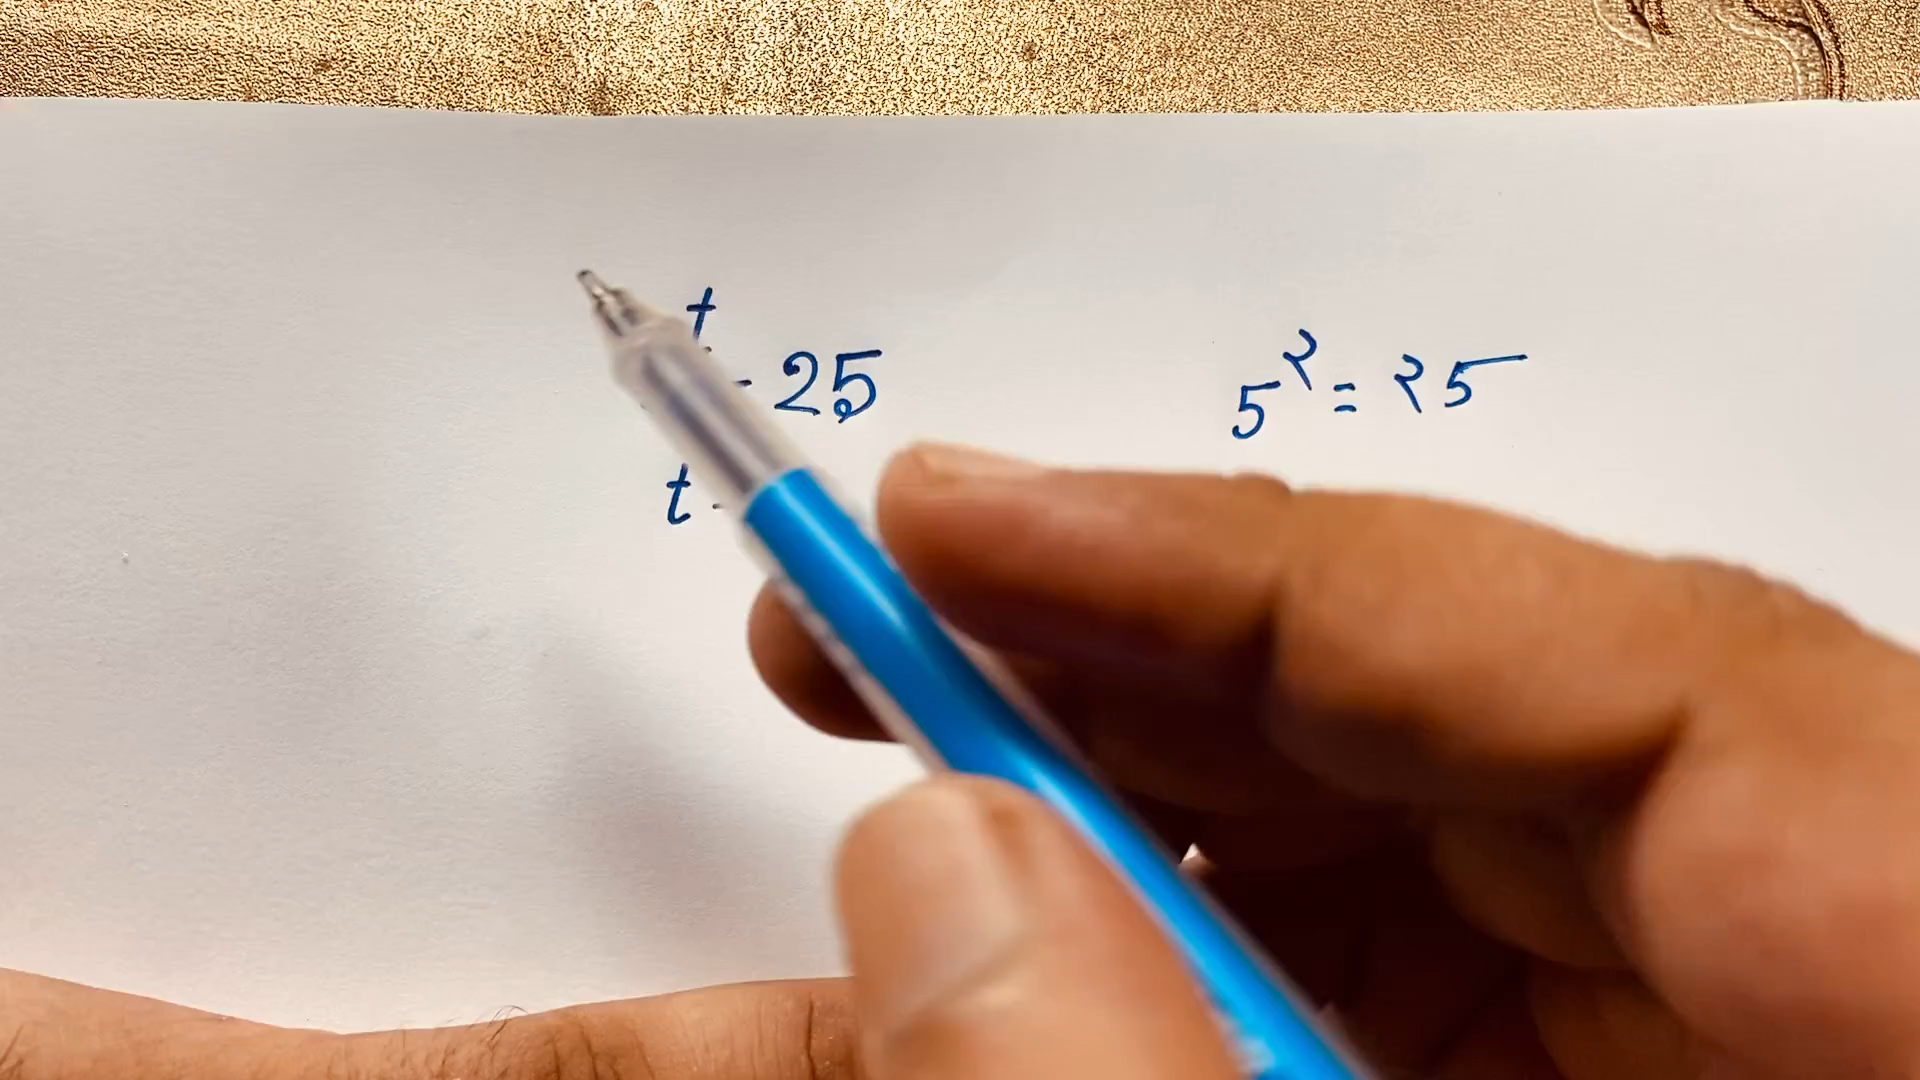 t
- 25
t -
5² = 25